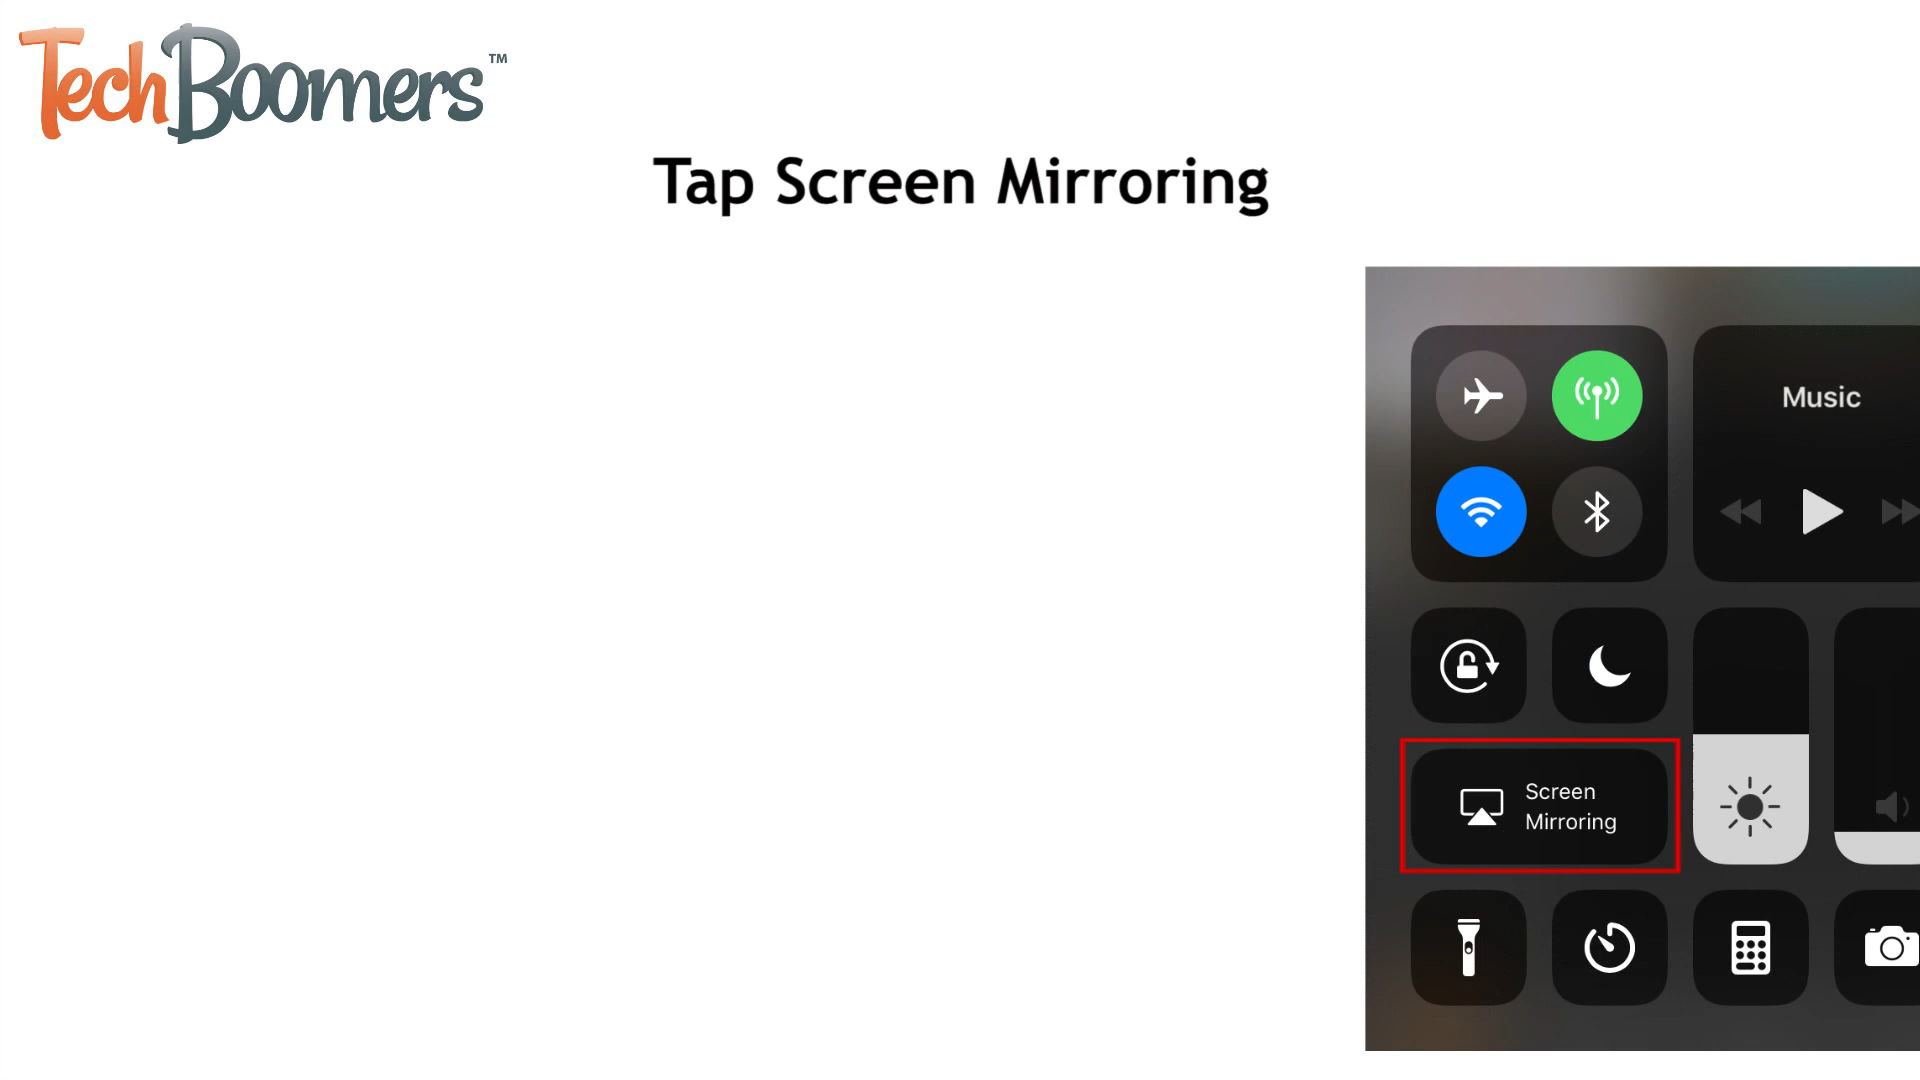 TechBoomers™
Tap Screen Mirroring
Music
Screen
Mirroring